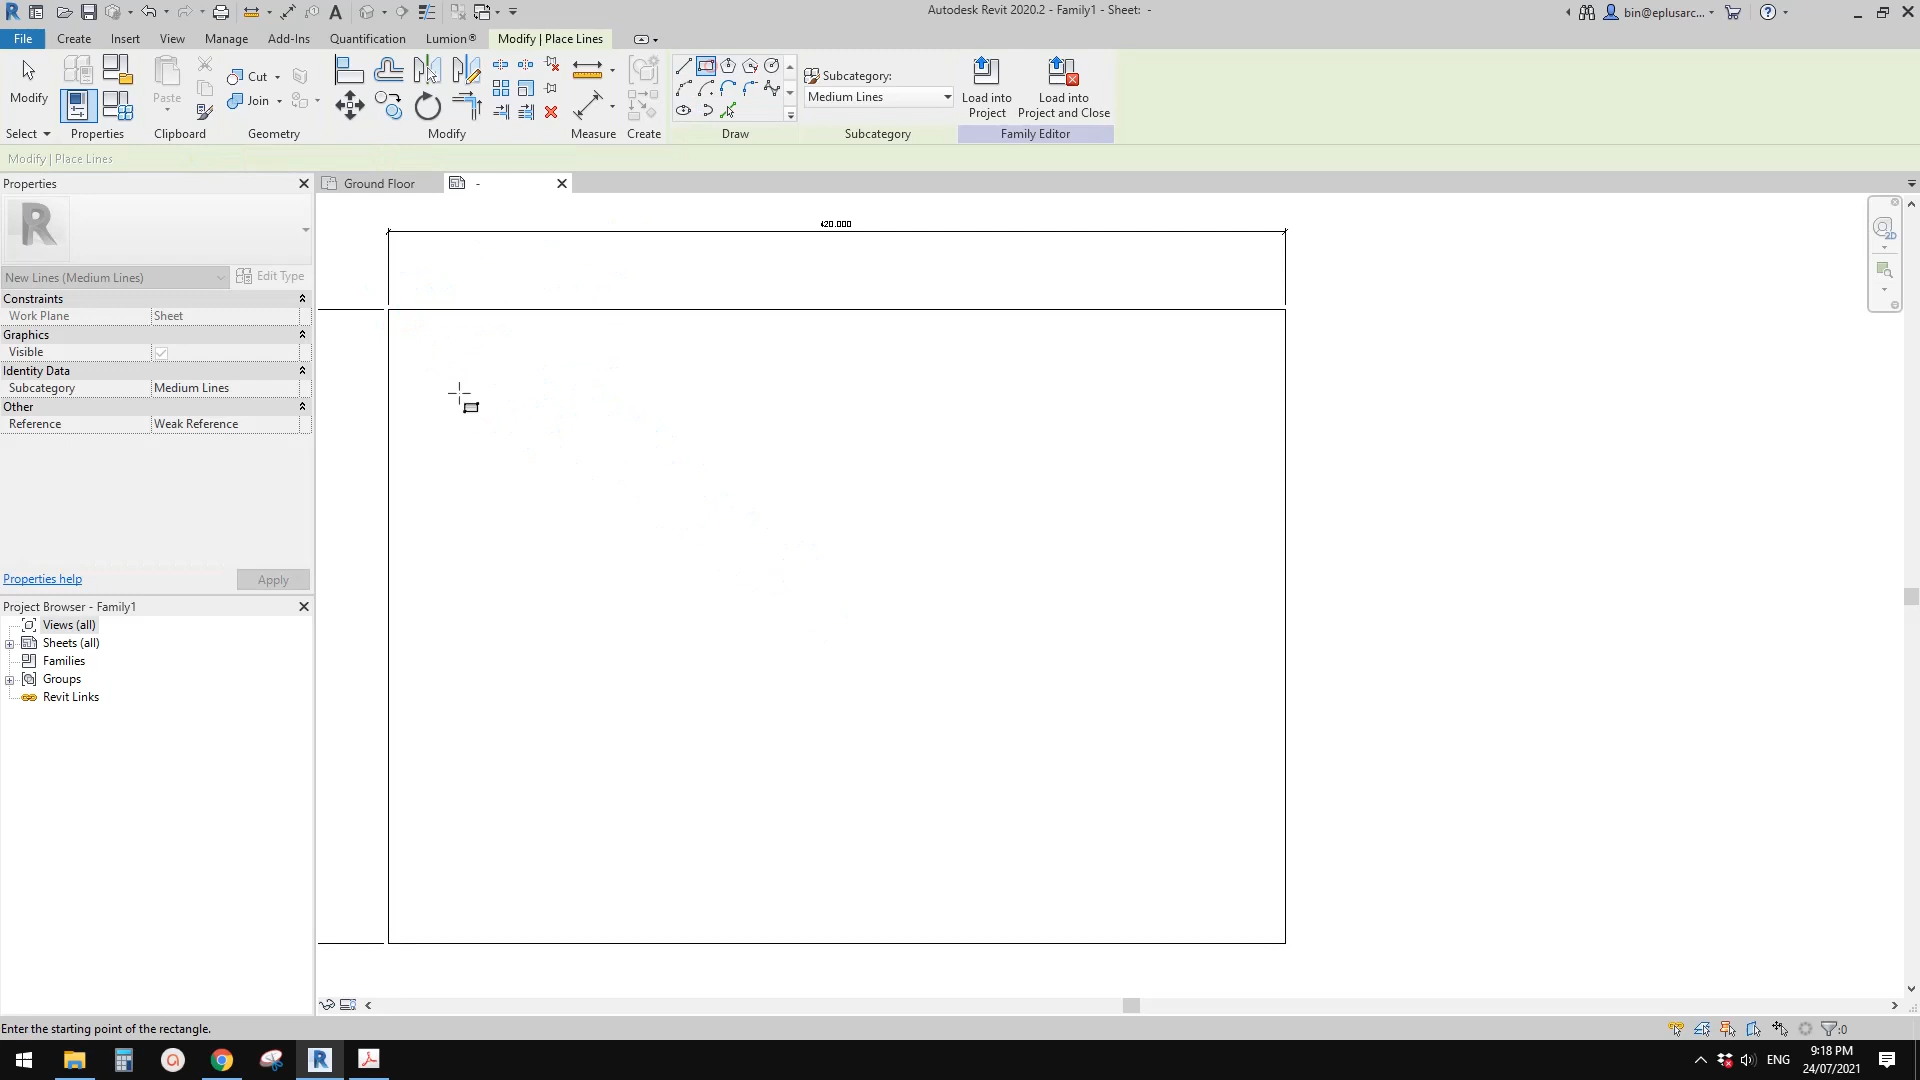 Autodesk Revit 2020.2 - Family1 - Sheet: -
bin@eplusarc...
File
Create
Insert
View
Manage
Add-Ins
Quantification
Lumion®
Modify | Place Lines
Modify
Paste
Cut
Join
Subcategory:
Medium Lines
Load into
Project
Load into
Project and Close
Select
Properties
Clipboard
Geometry
Modify
Measure
Create
Draw
Subcategory
Family Editor
Modify | Place Lines
Properties
Ground Floor
-
R
New Lines (Medium Lines)
Edit Type
Constraints
Work Plane
Sheet
Graphics
Visible
Identity Data
Subcategory
Medium Lines
Other
Reference
Weak Reference
Properties help
Apply
Project Browser - Family1
Views (all)
Sheets (all)
Families
Groups
Revit Links
420.000
2D
Enter the starting point of the rectangle.
:0
ENG
9:18 PM
24/07/2021